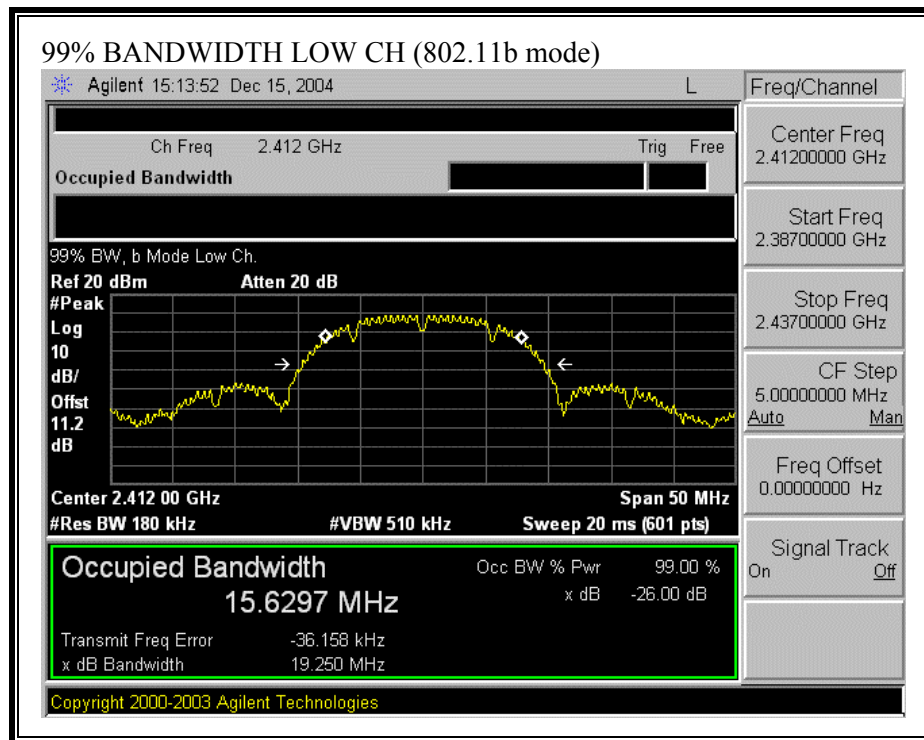 99% BANDWIDTH LOW CH (802.11b mode)
Agilent 15:13:52 Dec 15, 2004 L
Freq/Channel
Ch Freq 2.412 GHz Trig Free
Occupied Bandwidth
Center Freq
2.41200000 GHz
Start Freq
2.38700000 GHz
Stop Freq
2.43700000 GHz
CF Step
5.00000000 MHz
Auto Man
Freq Offset
0.00000000 Hz
Signal Track
On Off
99% BW, b Mode Low Ch.
Ref 20 dBm Atten 20 dB
#Peak
Log
10
dB/
Offst
11.2
dB
Center 2.412 00 GHz Span 50 MHz
#Res BW 180 kHz #VBW 510 kHz Sweep 20 ms (601 pts)
Occupied Bandwidth
15.6297 MHz
Occ BW % Pwr 99.00 %
x dB -26.00 dB
Transmit Freq Error -36.158 kHz
x dB Bandwidth 19.250 MHz
Copyright 2000-2003 Agilent Technologies